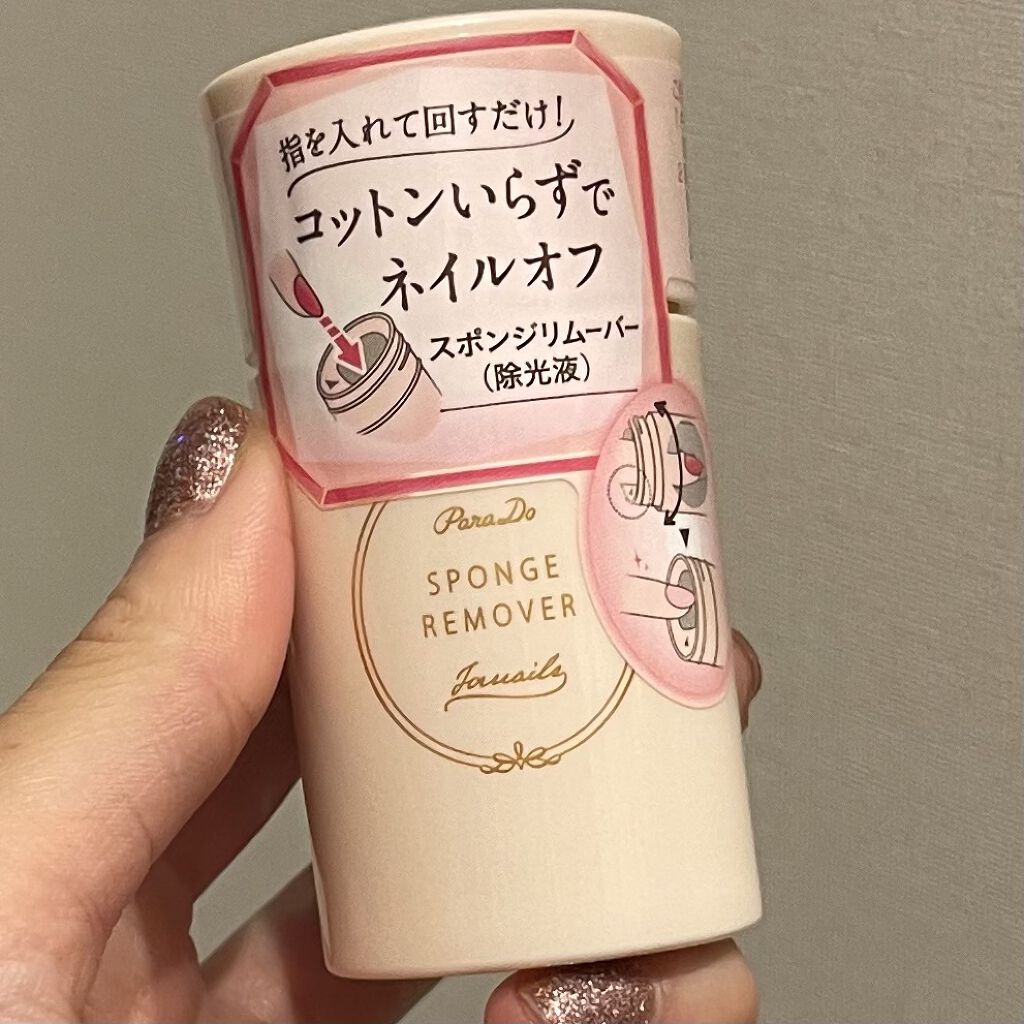 指を入れて回すだけ！
コットンいらずで
ネイルオフ
スポンジリムーバー
（除光液）
ParaDo
SPONGE
REMOVER